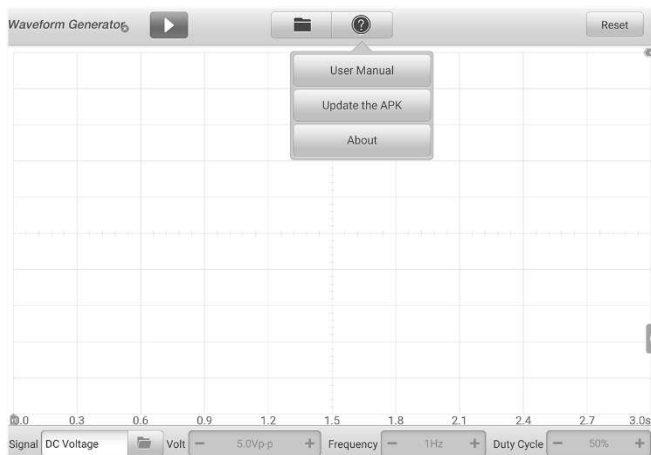 Waveform Generator Reset
User Manual
Update the APK
About
0.0 0.3 0.6 0.9 1.2 1.5 1.8 2.1 2.4 2.7 3.0s
Signal DC Voltage Volt − 5.0Vp-p + Frequency − 1Hz + Duty Cycle − 50% +